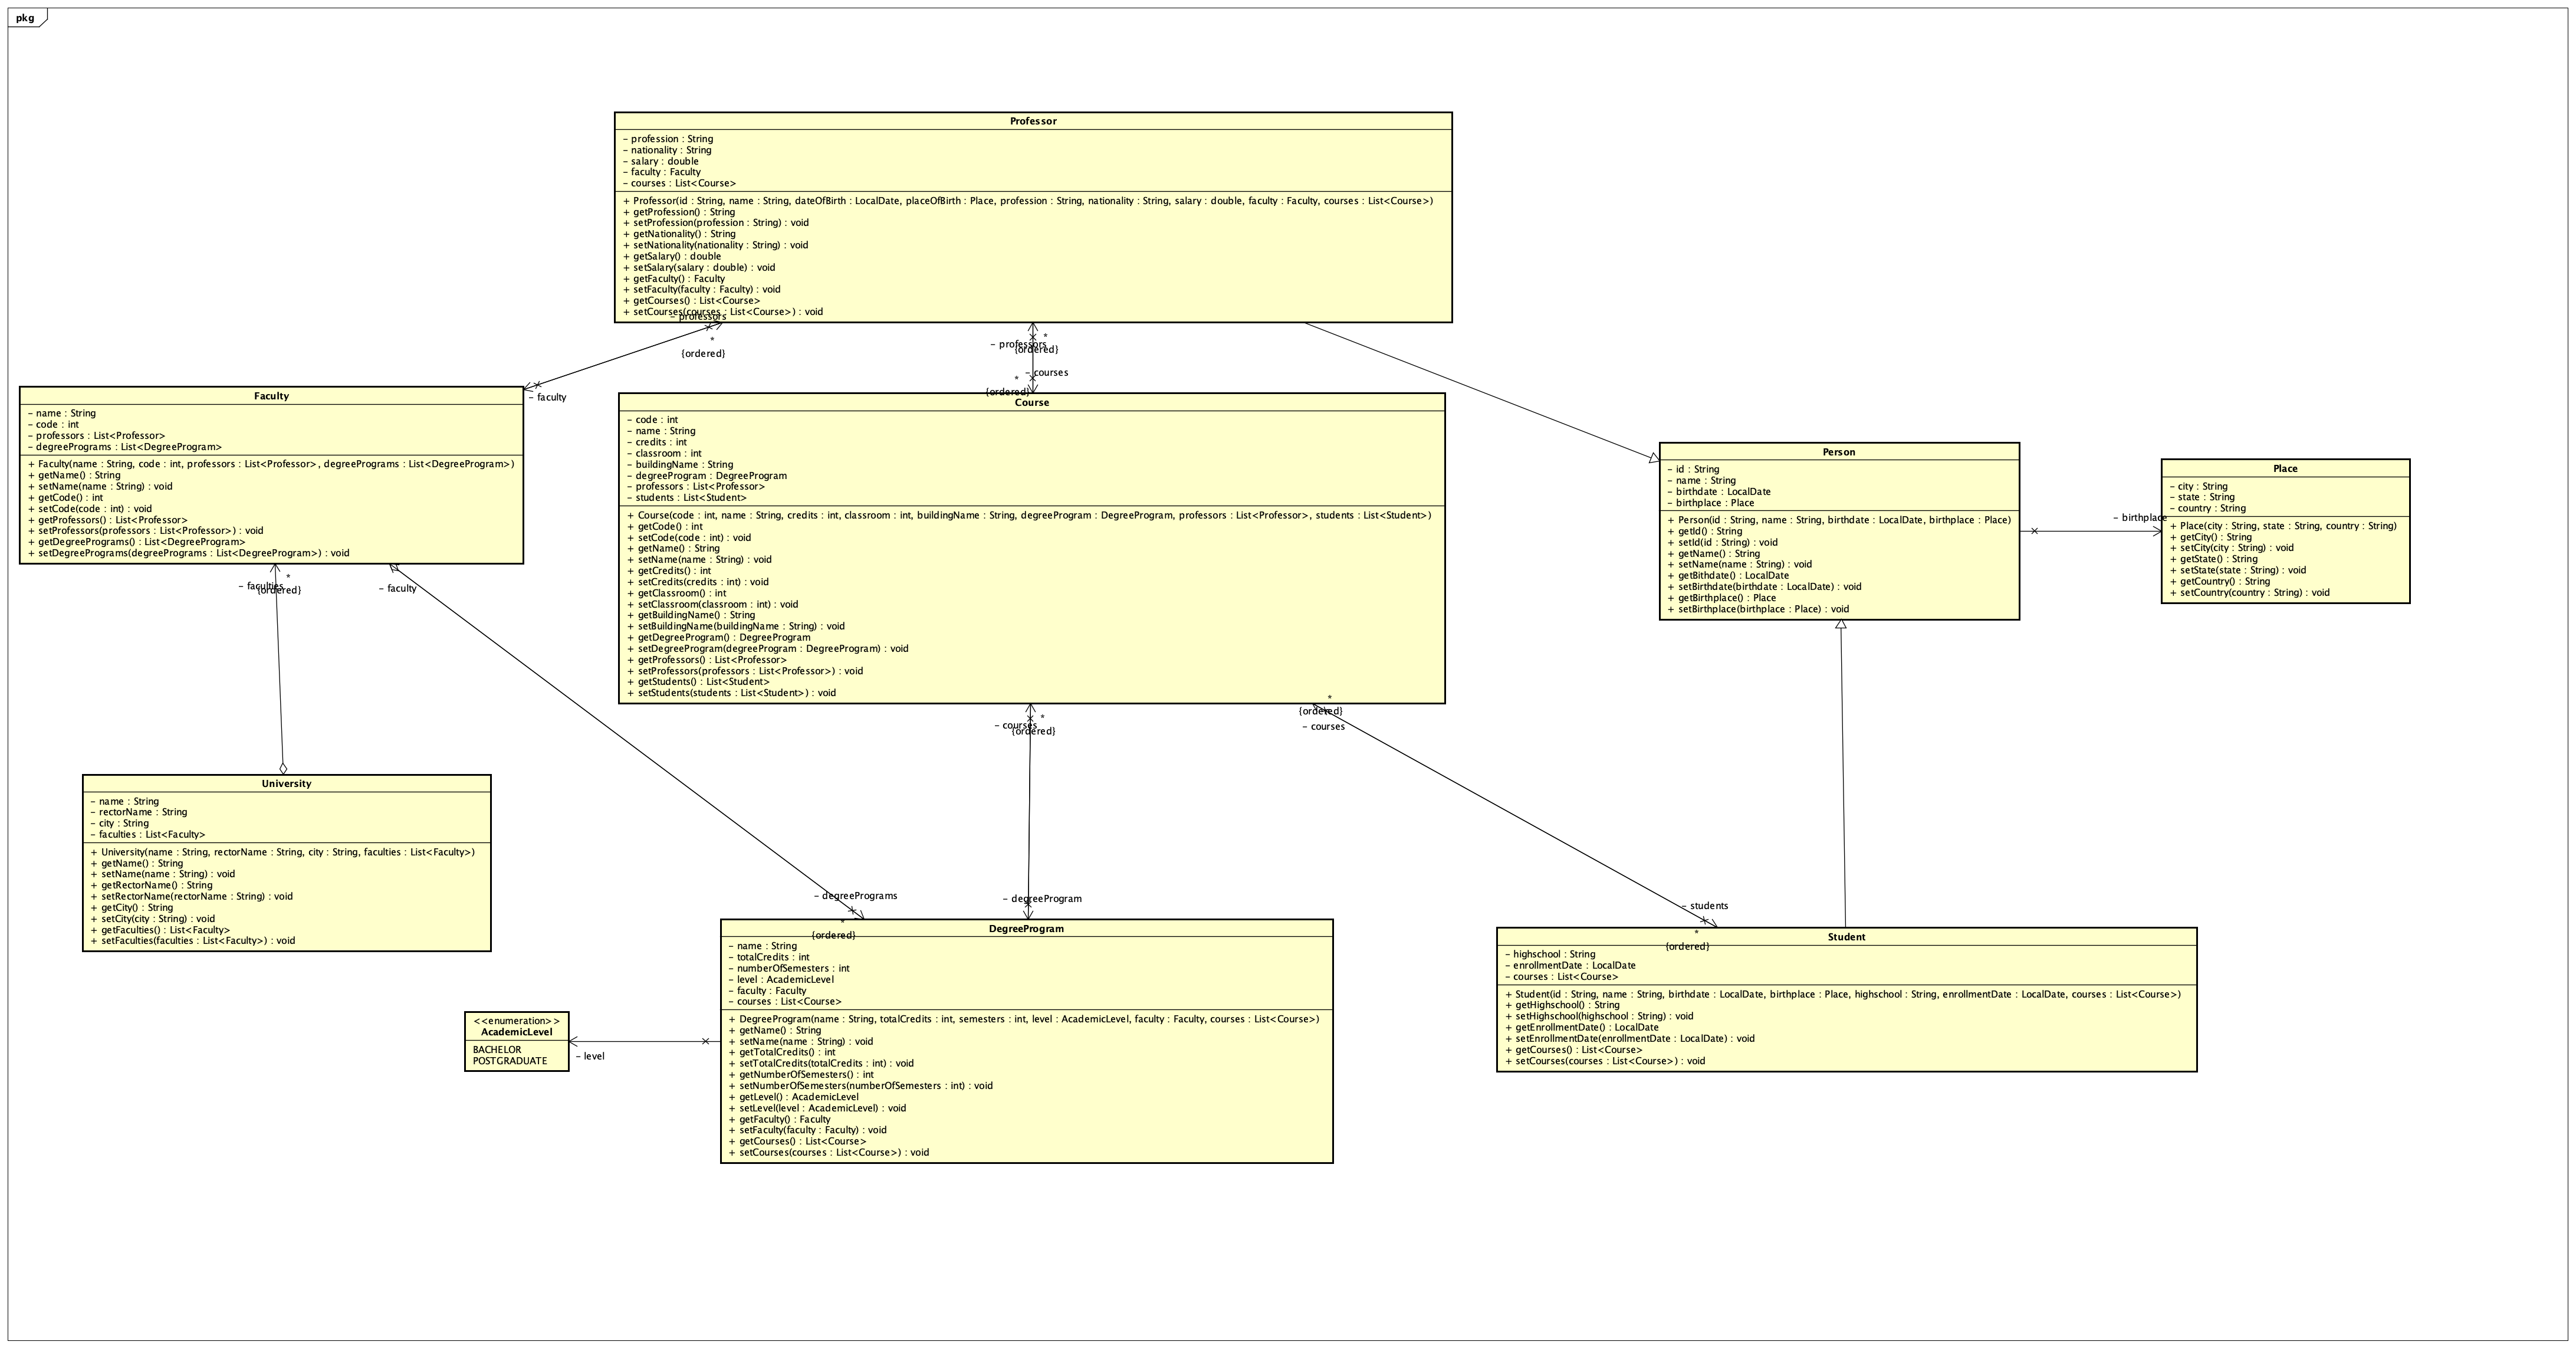 pkg
Professor
– profession : String
– nationality : String
– salary : double
– faculty : Faculty
– courses : List<Course>
+ Professor(id : String, name : String, dateOfBirth : LocalDate, placeOfBirth : Place, profession : String, nationality : String, salary : double, faculty : Faculty, courses : List<Course>)
+ getProfession() : String
+ setProfession(profession : String) : void
+ getNationality() : String
+ setNationality(nationality : String) : void
+ getSalary() : double
+ setSalary(salary : double) : void
+ getFaculty() : Faculty
+ setFaculty(faculty : Faculty) : void
+ getCourses() : List<Course>
+ setCourses(courses : List<Course>) : void
– professors
*
{ordered}
– faculty
– professors
*
{ordered}
– courses
*
{ordered}
Faculty
– name : String
– code : int
– professors : List<Professor>
– degreePrograms : List<DegreeProgram>
+ Faculty(name : String, code : int, professors : List<Professor>, degreePrograms : List<DegreeProgram>)
+ getName() : String
+ setName(name : String) : void
+ getCode() : int
+ setCode(code : int) : void
+ getProfessors() : List<Professor>
+ setProfessors(professors : List<Professor>) : void
+ getDegreePrograms() : List<DegreeProgram>
+ setDegreePrograms(degreePrograms : List<DegreeProgram>) : void
– faculties
*
{ordered}
– faculty
Course
– code : int
– name : String
– credits : int
– classroom : int
– buildingName : String
– degreeProgram : DegreeProgram
– professors : List<Professor>
– students : List<Student>
+ Course(code : int, name : String, credits : int, classroom : int, buildingName : String, degreeProgram : DegreeProgram, professors : List<Professor>, students : List<Student>)
+ getCode() : int
+ setCode(code : int) : void
+ getName() : String
+ setName(name : String) : void
+ getCredits() : int
+ setCredits(credits : int) : void
+ getClassroom() : int
+ setClassroom(classroom : int) : void
+ getBuildingName() : String
+ setBuildingName(buildingName : String) : void
+ getDegreeProgram() : DegreeProgram
+ setDegreeProgram(degreeProgram : DegreeProgram) : void
+ getProfessors() : List<Professor>
+ setProfessors(professors : List<Professor>) : void
+ getStudents() : List<Student>
+ setStudents(students : List<Student>) : void
– courses
*
{ordered}
*
{ordered}
– courses
Person
– id : String
– name : String
– birthdate : LocalDate
– birthplace : Place
+ Person(id : String, name : String, birthdate : LocalDate, birthplace : Place)
+ getId() : String
+ setId(id : String) : void
+ getName() : String
+ setName(name : String) : void
+ getBithdate() : LocalDate
+ setBirthdate(birthdate : LocalDate) : void
+ getBirthplace() : Place
+ setBirthplace(birthplace : Place) : void
– birthplace
Place
– city : String
– state : String
– country : String
+ Place(city : String, state : String, country : String)
+ getCity() : String
+ setCity(city : String) : void
+ getState() : String
+ setState(state : String) : void
+ getCountry() : String
+ setCountry(country : String) : void
University
– name : String
– rectorName : String
– city : String
– faculties : List<Faculty>
+ University(name : String, rectorName : String, city : String, faculties : List<Faculty>)
+ getName() : String
+ setName(name : String) : void
+ getRectorName() : String
+ setRectorName(rectorName : String) : void
+ getCity() : String
+ setCity(city : String) : void
+ getFaculties() : List<Faculty>
+ setFaculties(faculties : List<Faculty>) : void
– degreePrograms
*
{ordered}
– degreeProgram
– students
*
{ordered}
DegreeProgram
– name : String
– totalCredits : int
– numberOfSemesters : int
– level : AcademicLevel
– faculty : Faculty
– courses : List<Course>
+ DegreeProgram(name : String, totalCredits : int, semesters : int, level : AcademicLevel, faculty : Faculty, courses : List<Course>)
+ getName() : String
+ setName(name : String) : void
+ getTotalCredits() : int
+ setTotalCredits(totalCredits : int) : void
+ getNumberOfSemesters() : int
+ setNumberOfSemesters(numberOfSemesters : int) : void
+ getLevel() : AcademicLevel
+ setLevel(level : AcademicLevel) : void
+ getFaculty() : Faculty
+ setFaculty(faculty : Faculty) : void
+ getCourses() : List<Course>
+ setCourses(courses : List<Course>) : void
<<enumeration>>
AcademicLevel
BACHELOR
POSTGRADUATE
– level
Student
– highschool : String
– enrollmentDate : LocalDate
– courses : List<Course>
+ Student(id : String, name : String, birthdate : LocalDate, birthplace : Place, highschool : String, enrollmentDate : LocalDate, courses : List<Course>)
+ getHighschool() : String
+ setHighschool(highschool : String) : void
+ getEnrollmentDate() : LocalDate
+ setEnrollmentDate(enrollmentDate : LocalDate) : void
+ getCourses() : List<Course>
+ setCourses(courses : List<Course>) : void